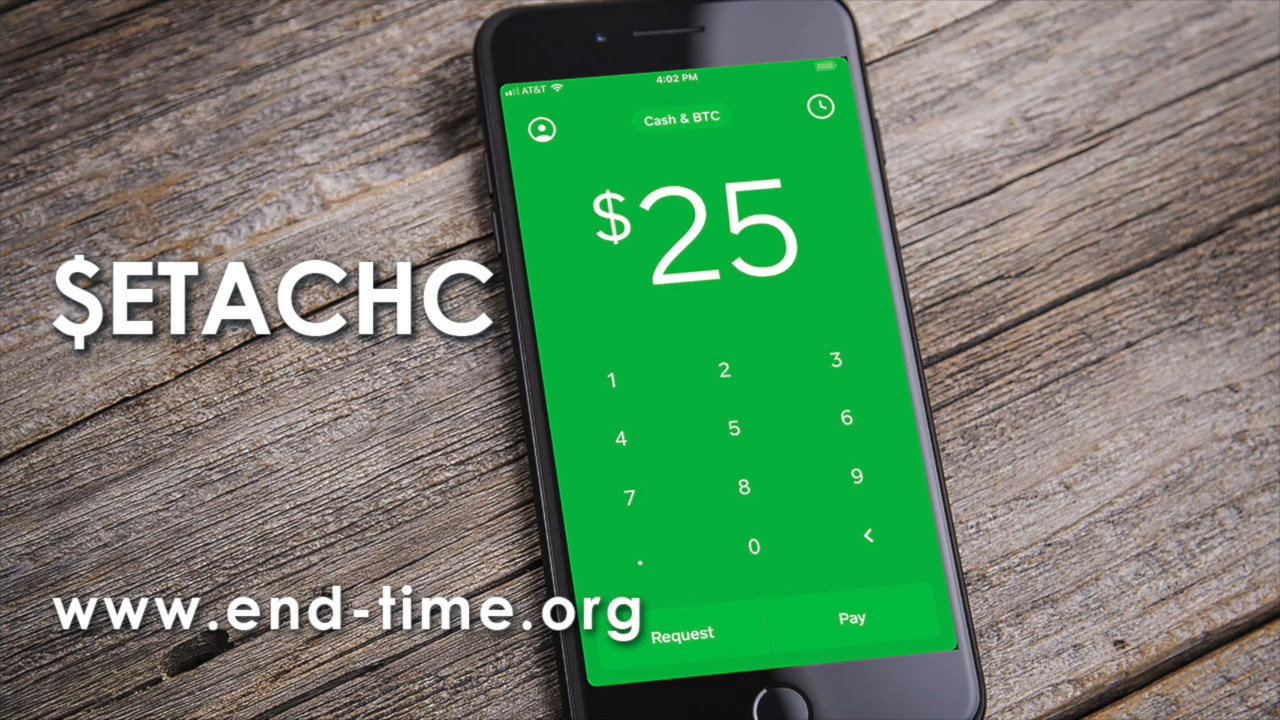 4:02 PM
AT&T
Cash & BTC
$25
$ETACHC
1 2 3
4 5 6
7 8 9
. 0 <
www.end-time.org
Request Pay